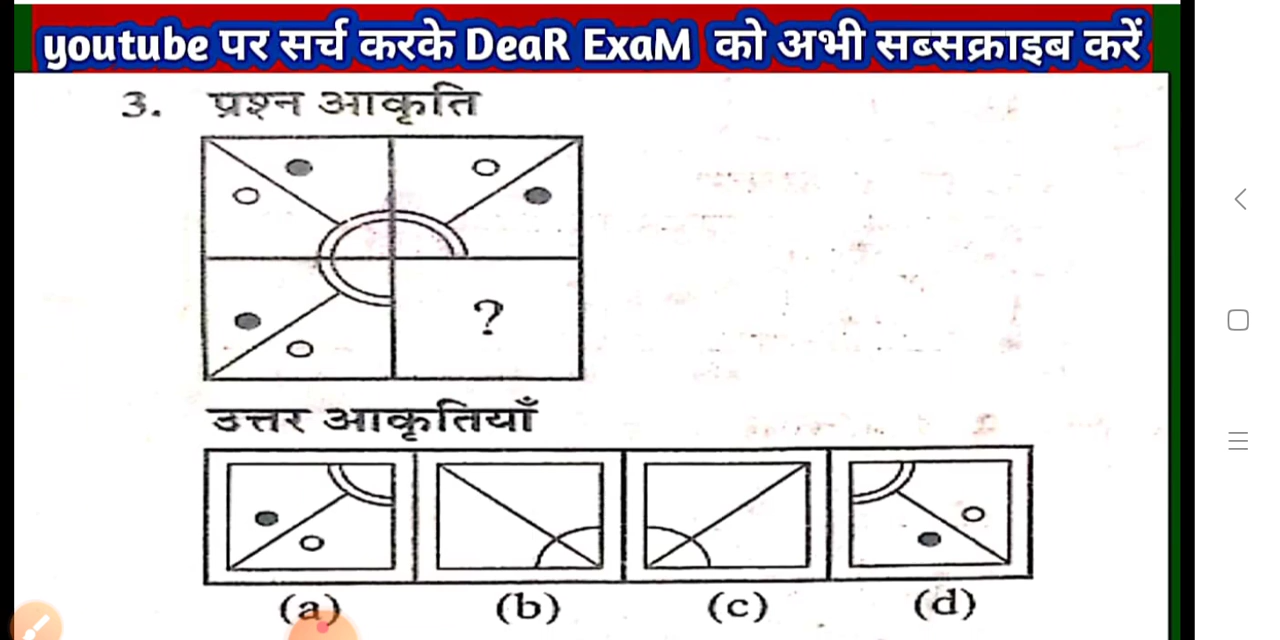 youtube पर सर्च करके DeaR ExaM को अभी सब्सक्राइब करें
3. प्रश्न आकृति
?
उत्तर आकृतियाँ
(a) (b) (c) (d)